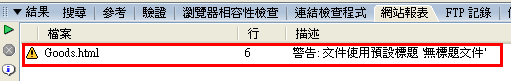 結果 搜尋 參考 驗證 瀏覽器相容性檢查 連結檢查程式 網站報表 FTP 記錄
檔案 行 描述
Goods.html 6 警告: 文件使用預設標題 '無標題文件'